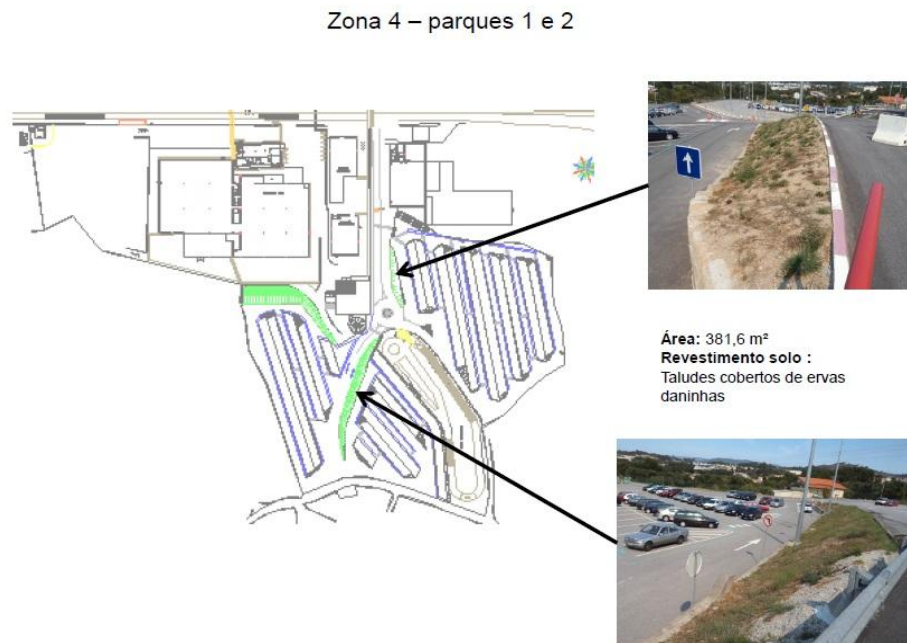 Zona 4 – parques 1 e 2
Área: 381,6 m²
Revestimento solo :
Taludes cobertos de ervas
daninhas